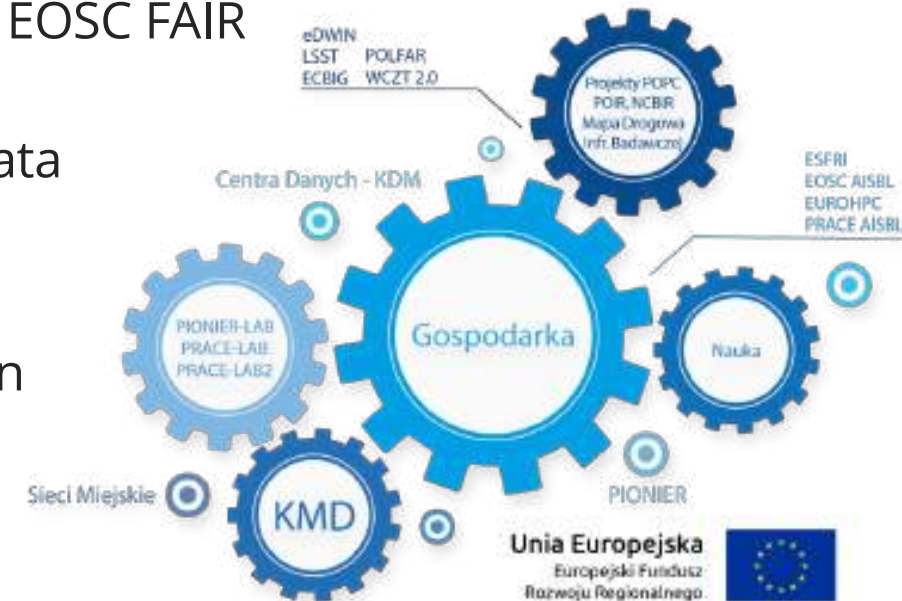 EOSC FAIR
eDWIN
LSST POLFAR
ECBIG WCZT 2.0
Projekty POPC
POIR, NCBIR
Mapa Drogowa
Infr. Badawczej
ata
Centra Danych - KDM
ESFRI
EOSC AISBL
EUROHPC
PRACE AISBL
PIONIER-LAB
PRACE-LAB
PRACE-LAB2
Gospodarka
Nauka
n
Sieci Miejskie
KMD
PIONIER
Unia Europejska
Europejski Fundusz
Rozwoju Regionalnego